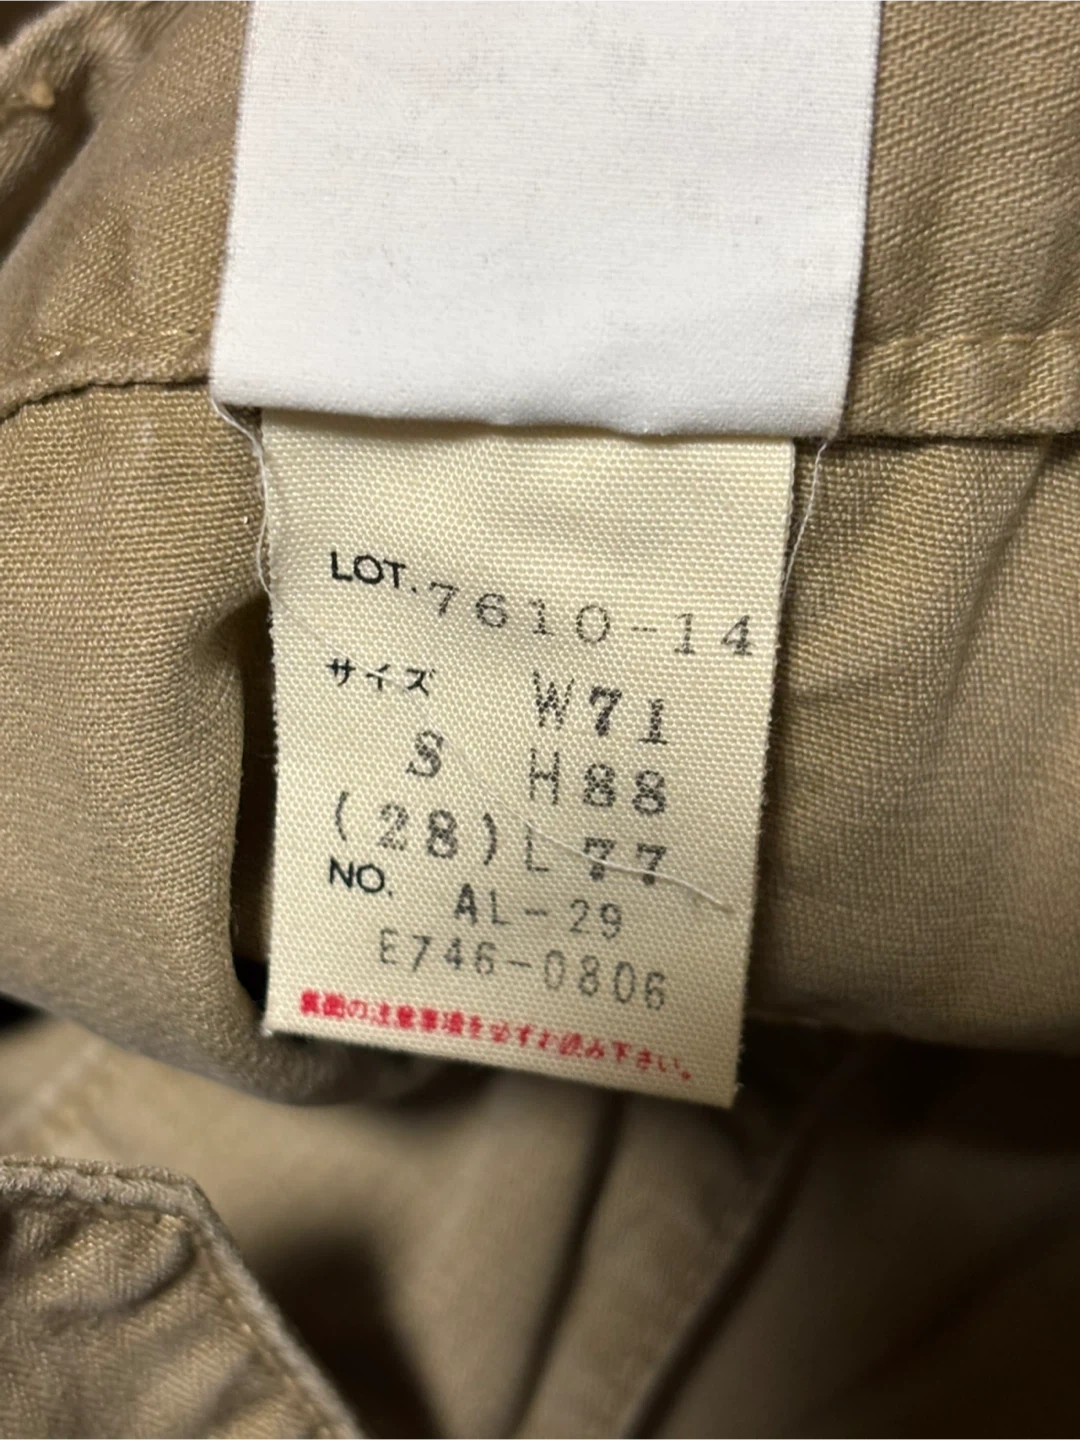 LOT. 7610-14
サイズ W71
S H88
(28) L77
NO. AL-29
E746-0806
裏面の注意事項を必ずお読み下さい。